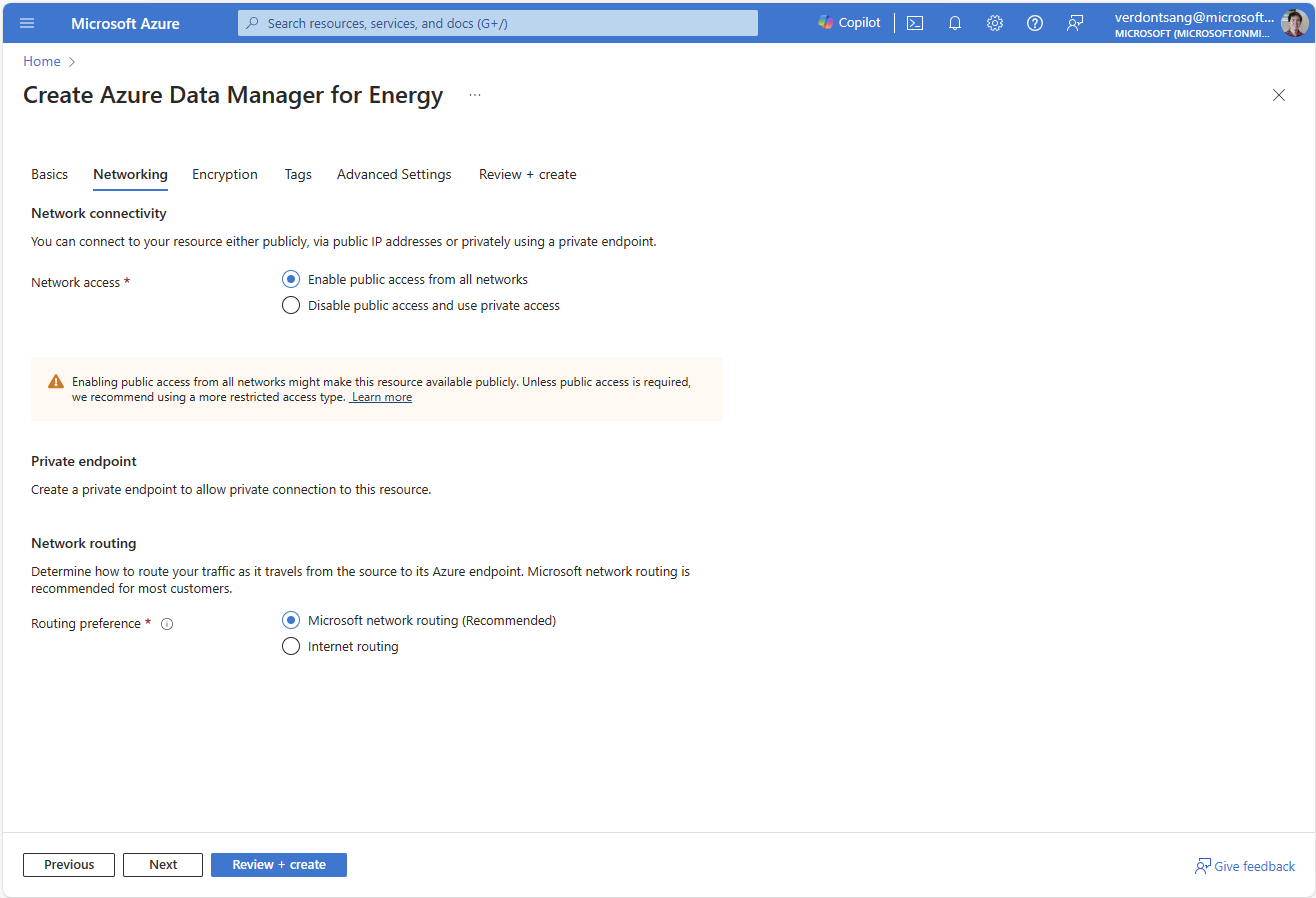 Microsoft Azure
Search resources, services, and docs (G+/)
Copilot
verdontsang@microsoft...
MICROSOFT (MICROSOFT.ONMI...
Home
Create Azure Data Manager for Energy
...
Basics
Networking
Encryption
Tags
Advanced Settings
Review + create
Network connectivity
You can connect to your resource either publicly, via public IP addresses or privately using a private endpoint.
Network access *
Enable public access from all networks
Disable public access and use private access
Enabling public access from all networks might make this resource available publicly. Unless public access is required,
we recommend using a more restricted access type. Learn more
Private endpoint
Create a private endpoint to allow private connection to this resource.
Network routing
Determine how to route your traffic as it travels from the source to its Azure endpoint. Microsoft network routing is
recommended for most customers.
Routing preference *
Microsoft network routing (Recommended)
Internet routing
Previous
Next
Review + create
Give feedback